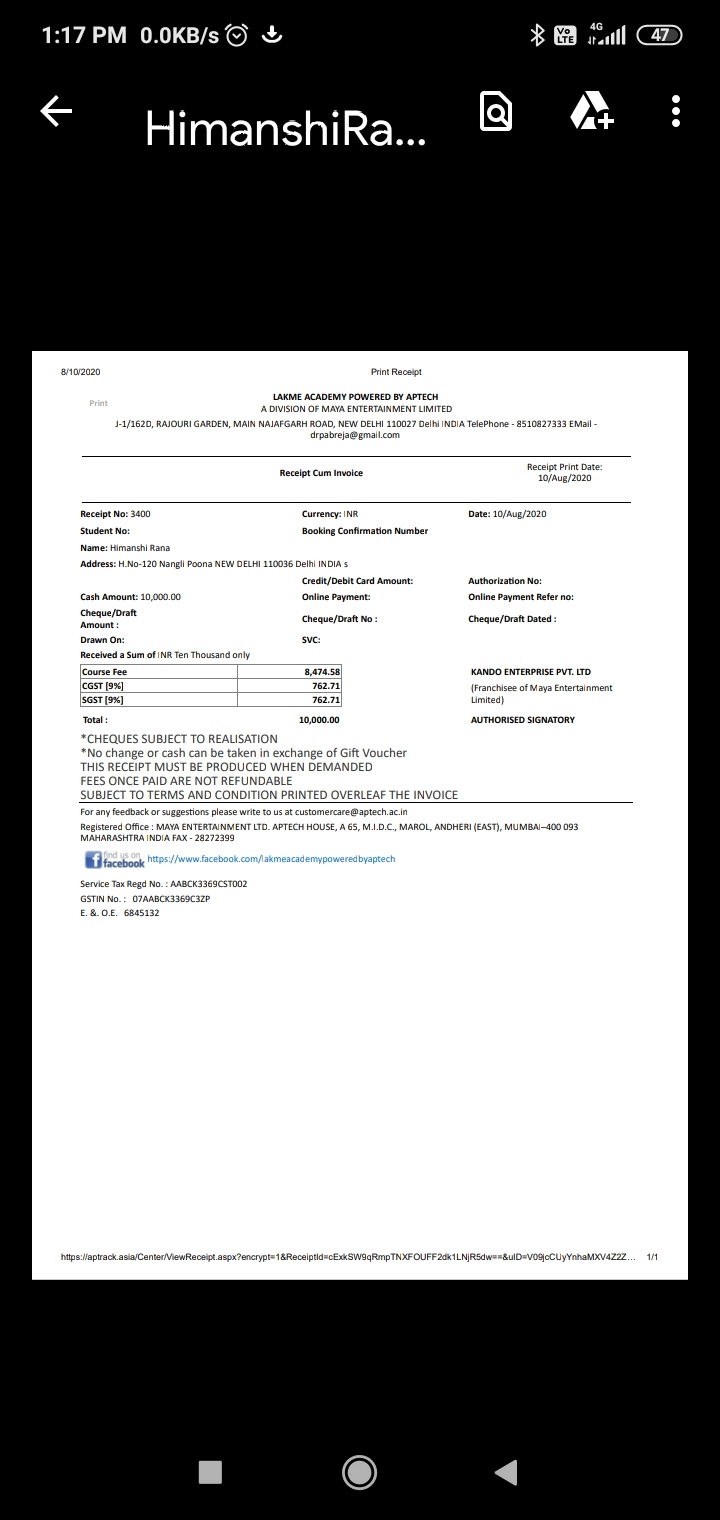 1:17 PM 0.0KB/s
Vo LTE 4G 47
HimanshiRa...
8/10/2020 Print Receipt
Print
LAKME ACADEMY POWERED BY APTECH
A DIVISION OF MAYA ENTERTAINMENT LIMITED
J-1/162D, RAJOURI GARDEN, MAIN NAJAFGARH ROAD, NEW DELHI 110027 Delhi INDIA TelePhone - 8510827333 EMail -
drpabreja@gmail.com
Receipt Cum Invoice
Receipt Print Date:
10/Aug/2020
Receipt No: 3400 Currency: INR Date: 10/Aug/2020
Student No: Booking Confirmation Number
Name: Himanshi Rana
Address: H.No-120 Nangli Poona NEW DELHI 110036 Delhi INDIA s
Credit/Debit Card Amount: Authorization No:
Cash Amount: 10,000.00 Online Payment: Online Payment Refer no:
Cheque/Draft
Amount : Cheque/Draft No : Cheque/Draft Dated :
Drawn On: SVC:
Received a Sum of INR Ten Thousand only
Course Fee 8,474.58 KANDO ENTERPRISE PVT. LTD
CGST [9%] 762.71 (Franchisee of Maya Entertainment
SGST [9%] 762.71 Limited)
Total : 10,000.00 AUTHORISED SIGNATORY
*CHEQUES SUBJECT TO REALISATION
*No change or cash can be taken in exchange of Gift Voucher
THIS RECEIPT MUST BE PRODUCED WHEN DEMANDED
FEES ONCE PAID ARE NOT REFUNDABLE
SUBJECT TO TERMS AND CONDITION PRINTED OVERLEAF THE INVOICE
For any feedback or suggestions please write to us at customercare@aptech.ac.in
Registered Office : MAYA ENTERTAINMENT LTD. APTECH HOUSE, A 65, M.I.D.C., MAROL, ANDHERI (EAST), MUMBAI–400 093
MAHARASHTRA INDIA FAX - 28272399
find us on
facebook https://www.facebook.com/lakmeacademypoweredbyaptech
Service Tax Regd No. : AABCK3369CST002
GSTIN No. : 07AABCK3369C3ZP
E. &. O.E. 6845132
https://aptrack.asia/Center/ViewReceipt.aspx?encrypt=1&ReceiptId=cExkSW9qRmpTNXFOUFF2dk1LNjR5dw==&uID=V09jcCUyYnhaMXV4Z2Z... 1/1